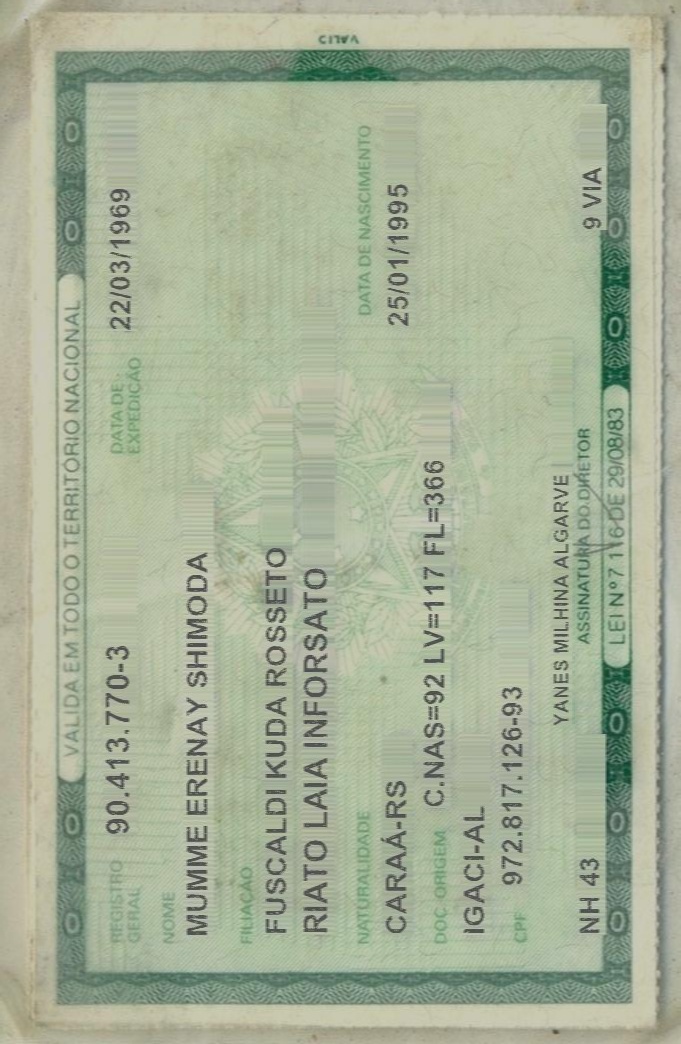 VALIDA EM TODO O TERRITÓRIO NACIONAL
REGISTRO GERAL 90.413.770-3 DATA DE EXPEDIÇÃO 22/03/1969
NOME
MUMME ERENAY SHIMODA
FILIAÇÃO
FUSCALDI KUDA ROSSETO
RIATO LAIA INFORSATO
NATURALIDADE DATA DE NASCIMENTO
CARAÁ-RS 25/01/1995
DOC ORIGEM C.NAS=92 LV=117 FL=366
IGACI-AL
CPF 972.817.126-93
YANES MILHINA ALGARVE
NH 43 ASSINATURA DO DIRETOR 9 VIA
LEI Nº 7 116 DE 29/08/83